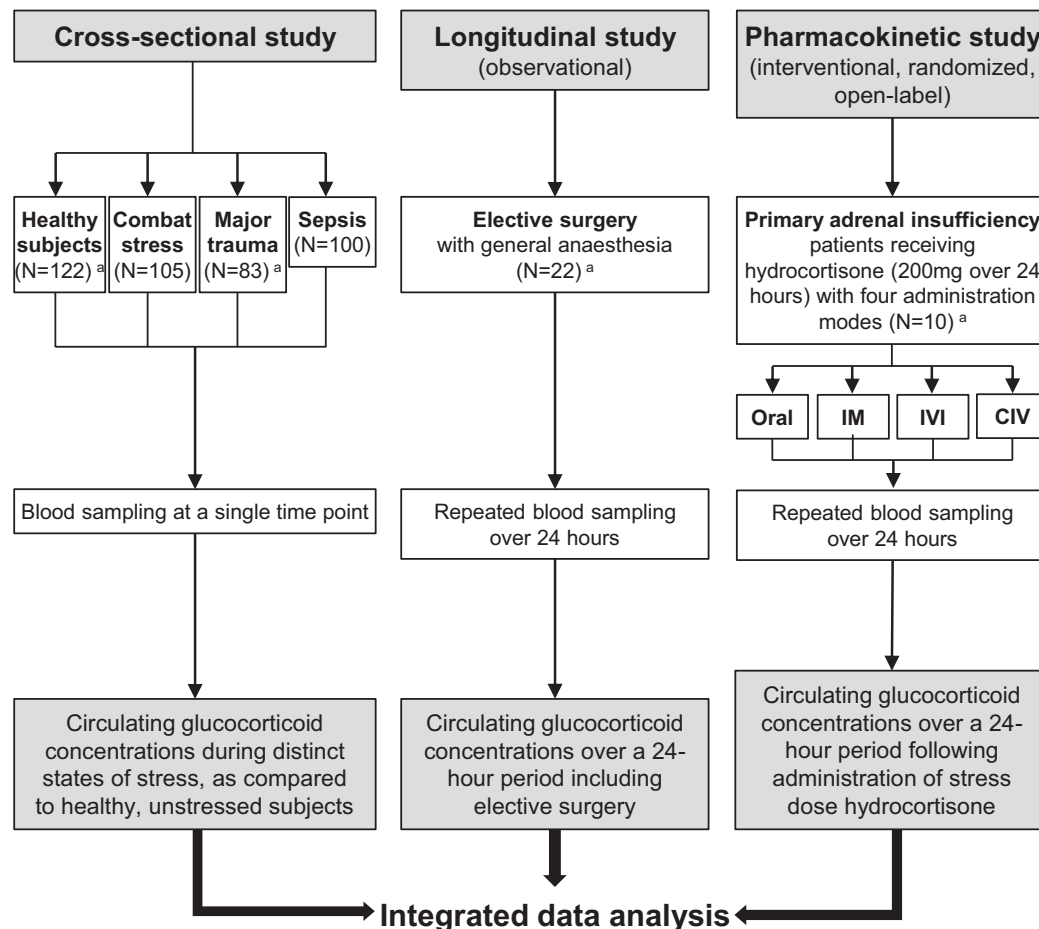 Cross-sectional study
Healthy
subjects
(N=122) a
Combat
stress
(N=105)
Major
trauma
(N=83) a
Sepsis
(N=100)
Blood sampling at a single time point
Circulating glucocorticoid
concentrations during distinct
states of stress, as compared
to healthy, unstressed subjects
Longitudinal study
(observational)
Elective surgery
with general anaesthesia
(N=22) a
Repeated blood sampling
over 24 hours
Circulating glucocorticoid
concentrations over a 24-
hour period including
elective surgery
Pharmacokinetic study
(interventional, randomized,
open-label)
Primary adrenal insufficiency
patients receiving
hydrocortisone (200mg over 24
hours) with four administration
modes (N=10) a
Oral
IM
IVI
CIV
Repeated blood sampling
over 24 hours
Circulating glucocorticoid
concentrations over a 24-
hour period following
administration of stress
dose hydrocortisone
Integrated data analysis